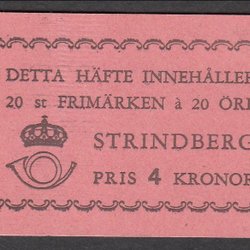 DETTA HÄFTE INNEHÅLLER
20 st FRIMÄRKEN à 20 ÖRE
STRINDBERG
PRIS 4 KRONOR